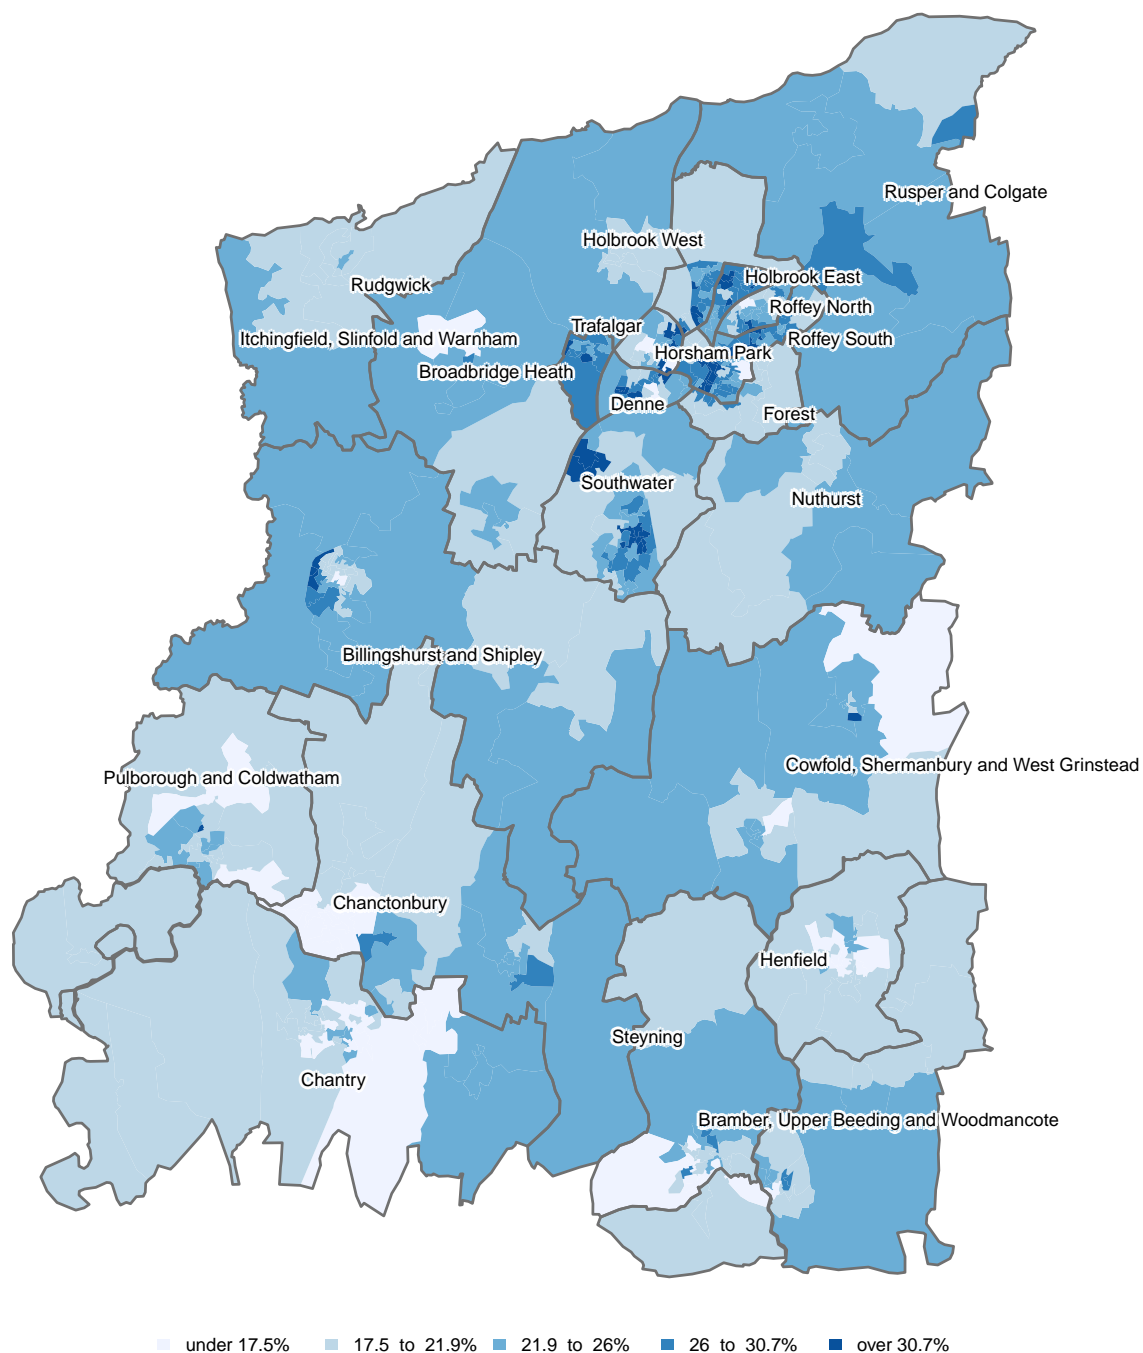 Rusper and Colgate
Holbrook West
Holbrook East
Rudgwick
Roffey North
Trafalgar
Itchingfield, Slinfold and Warnham
Roffey South
Horsham Park
Broadbridge Heath
Denne
Forest
Southwater
Nuthurst
Billingshurst and Shipley
Cowfold, Shermanbury and West Grinstead
Pulborough and Coldwatham
Chanctonbury
Henfield
Steyning
Chantry
Bramber, Upper Beeding and Woodmancote
under 17.5% 17.5 to 21.9% 21.9 to 26% 26 to 30.7% over 30.7%